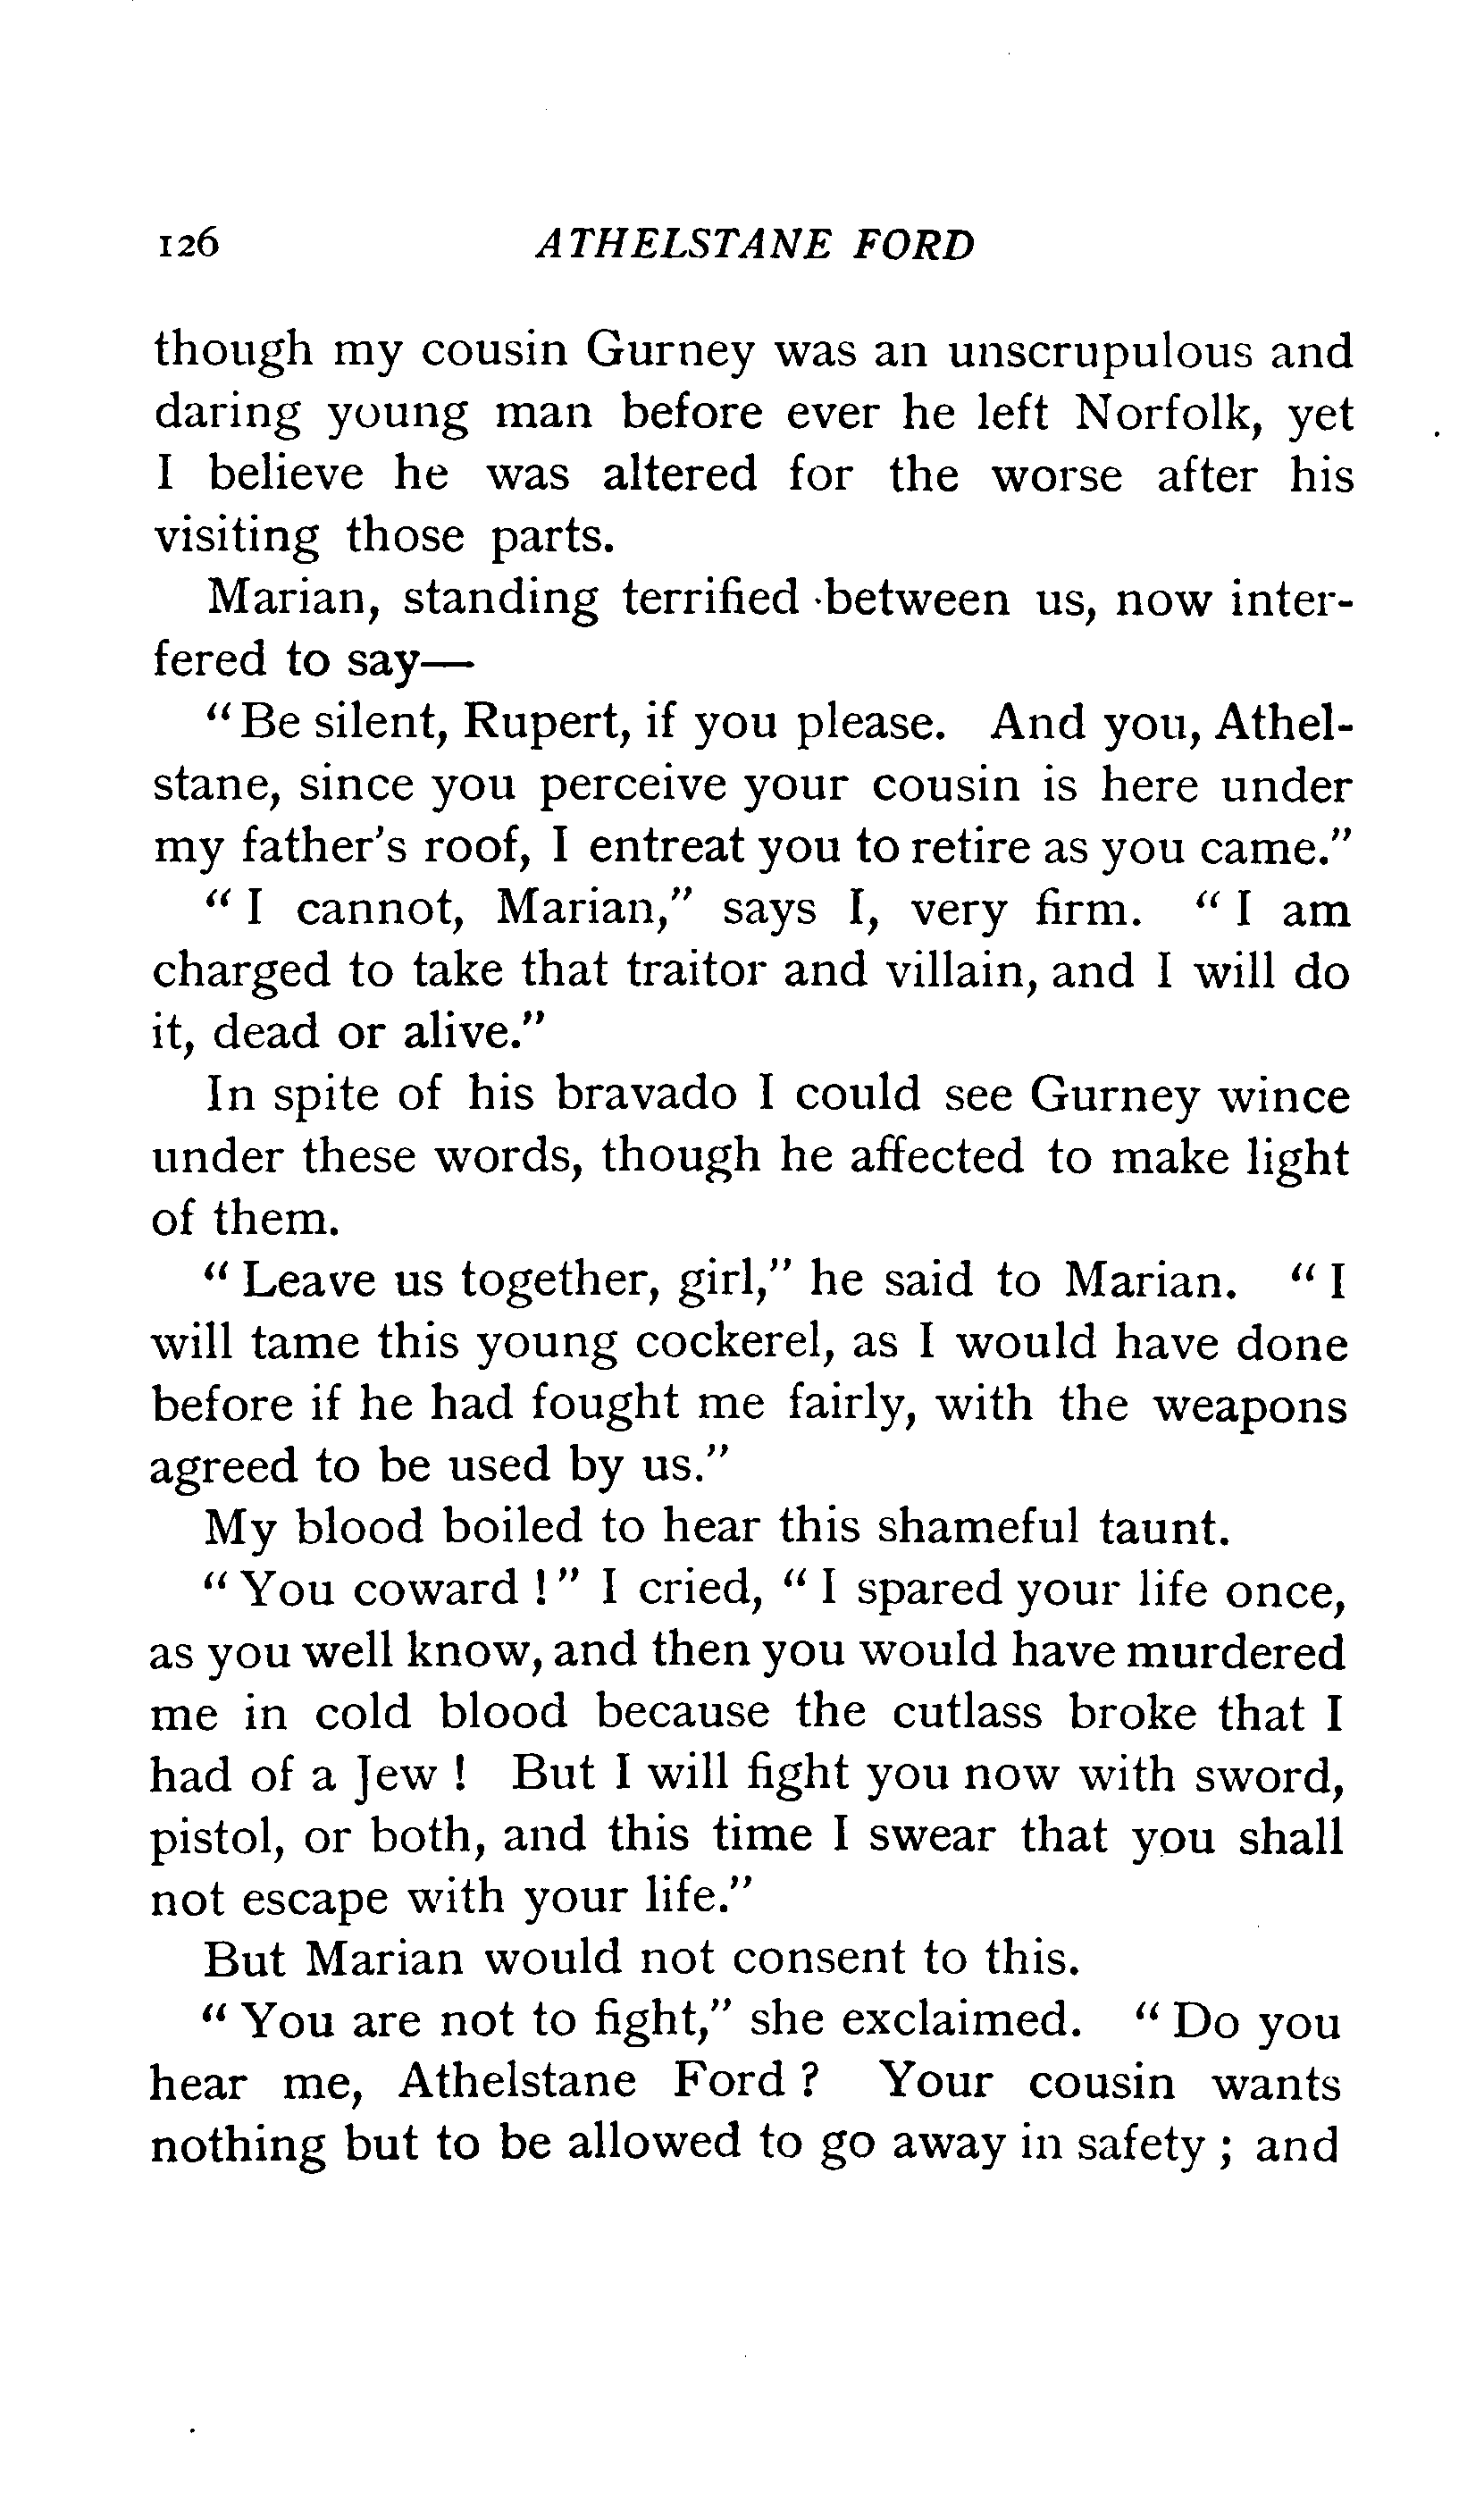 126 ATHELSTANE FORD
though my cousin Gurney was an unscrupulous and
daring young man before ever he left Norfolk, yet
I believe he was altered for the worse after his
visiting those parts.
Marian, standing terrified between us, now inter-
fered to say—
“ Be silent, Rupert, if you please. And you, Athel-
stane, since you perceive your cousin is here under
my father's roof, I entreat you to retire as you came.”
“ I cannot, Marian,” says I, very firm. “ I am
charged to take that traitor and villain, and I will do
it, dead or alive.”
In spite of his bravado I could see Gurney wince
under these words, though he affected to make light
of them.
“ Leave us together, girl,” he said to Marian. “ I
will tame this young cockerel, as I would have done
before if he had fought me fairly, with the weapons
agreed to be used by us.”
My blood boiled to hear this shameful taunt.
“ You coward ! ” I cried, “ I spared your life once,
as you well know, and then you would have murdered
me in cold blood because the cutlass broke that I
had of a Jew ! But I will fight you now with sword,
pistol, or both, and this time I swear that you shall
not escape with your life.”
But Marian would not consent to this.
“ You are not to fight,” she exclaimed. “ Do you
hear me, Athelstane Ford ? Your cousin wants
nothing but to be allowed to go away in safety ; and